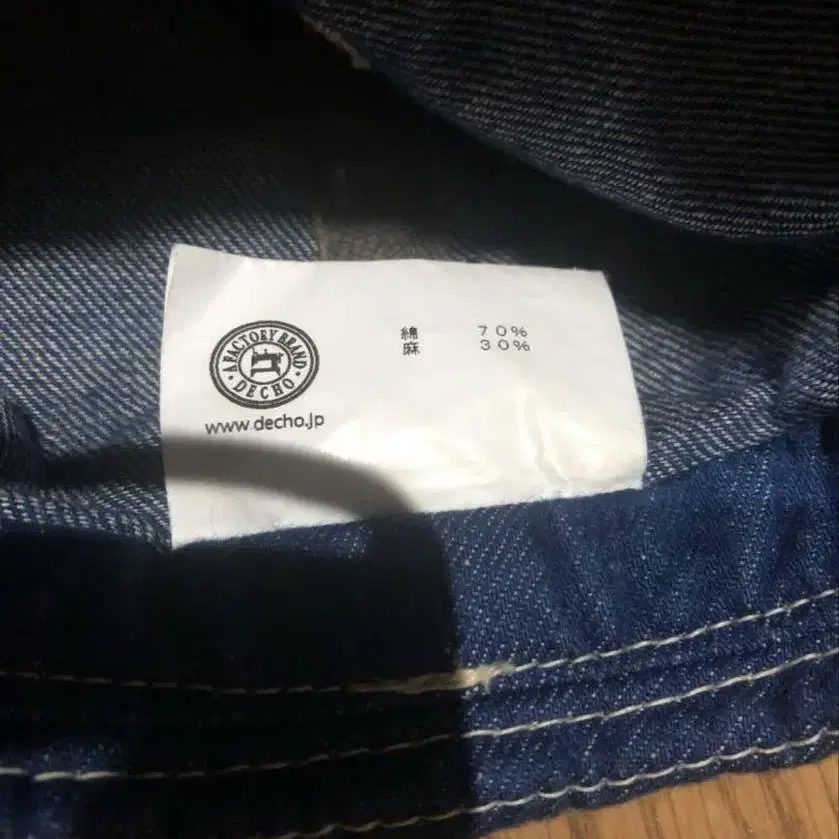 A FACTORY BRAND
DECHO
www.decho.jp
綿 70%
麻 30%